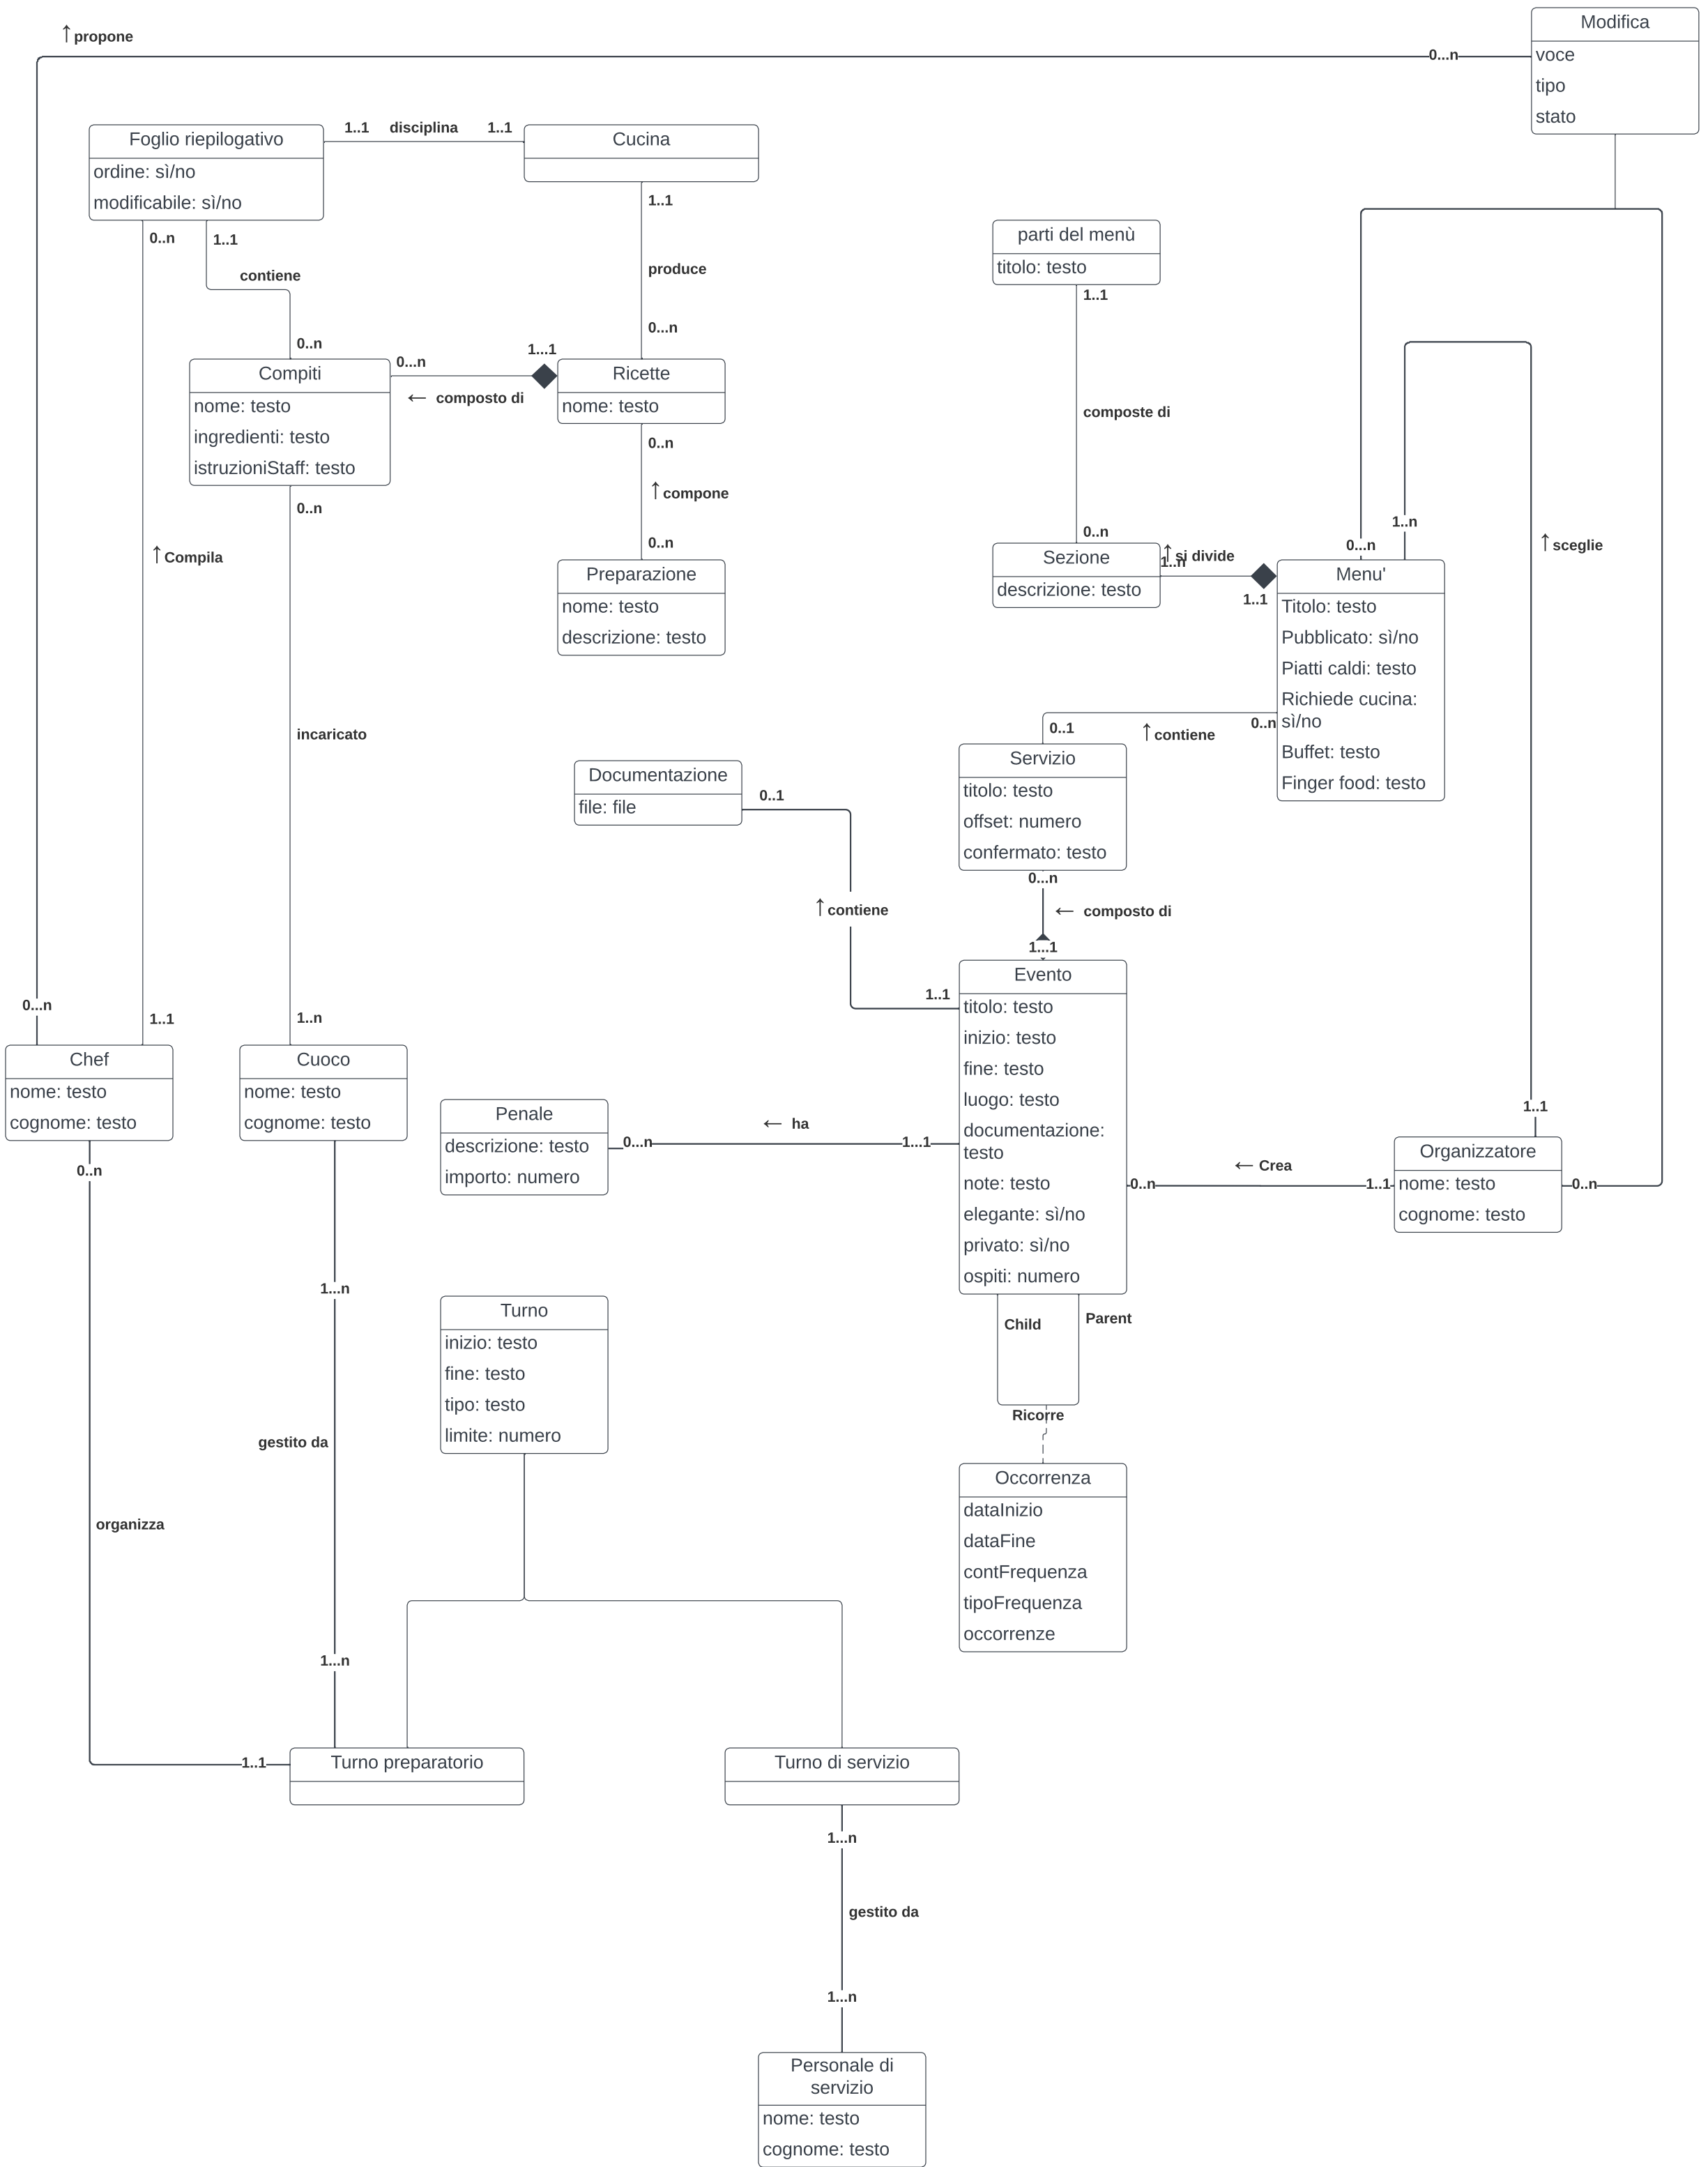 ↑propone
Modifica
0...n
voce
tipo
stato
Foglio riepilogativo
ordine: sì/no
modificabile: sì/no
1..1
disciplina
1..1
Cucina
0..n
1..1
contiene
0..n
1..1
produce
0...n
parti del menù
titolo: testo
1..1
composte di
0..n
Compiti
nome: testo
ingredienti: testo
istruzioniStaff: testo
0...n
1...1
← composto di
Ricette
nome: testo
0..n
↑compone
0..n
Preparazione
nome: testo
descrizione: testo
0..n
↑Compila
Sezione
descrizione: testo
↑si divide
1..n
1..1
0...n
1..n
↑sceglie
Menu'
Titolo: testo
Pubblicato: sì/no
Piatti caldi: testo
Richiede cucina:
sì/no
Buffet: testo
Finger food: testo
incaricato
0..1
↑contiene
0..n
Servizio
titolo: testo
offset: numero
confermato: testo
Documentazione
file: file
0..1
↑contiene
1..1
0...n
← composto di
1...1
Evento
titolo: testo
inizio: testo
fine: testo
luogo: testo
documentazione:
testo
note: testo
elegante: sì/no
privato: sì/no
ospiti: numero
0...n
1..1
1..n
Chef
nome: testo
cognome: testo
Cuoco
nome: testo
cognome: testo
Penale
descrizione: testo
importo: numero
0...n
← ha
1...1
1..1
Organizzatore
nome: testo
cognome: testo
0..n
← Crea
1..1
0..n
0..n
1...n
Child
Parent
Ricorre
Turno
inizio: testo
fine: testo
tipo: testo
limite: numero
gestito da
organizza
Occorrenza
dataInizio
dataFine
contFrequenza
tipoFrequenza
occorrenze
1...n
1..1
Turno preparatorio
Turno di servizio
1...n
gestito da
1...n
Personale di
servizio
nome: testo
cognome: testo